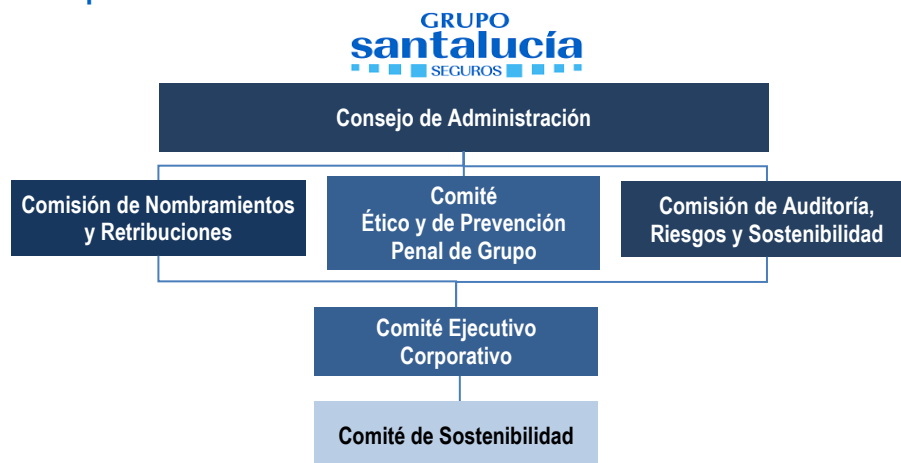 GRUPO
santalucía
SEGUROS
Consejo de Administración
Comisión de Nombramientos
y Retribuciones
Comité
Ético y de Prevención
Penal de Grupo
Comisión de Auditoría,
Riesgos y Sostenibilidad
Comité Ejecutivo
Corporativo
Comité de Sostenibilidad